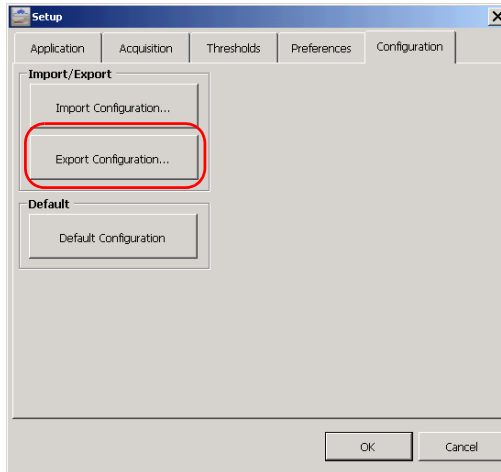 Setup
Application Acquisition Thresholds Preferences Configuration
Import/Export
Import Configuration...
Export Configuration...
Default
Default Configuration
OK Cancel